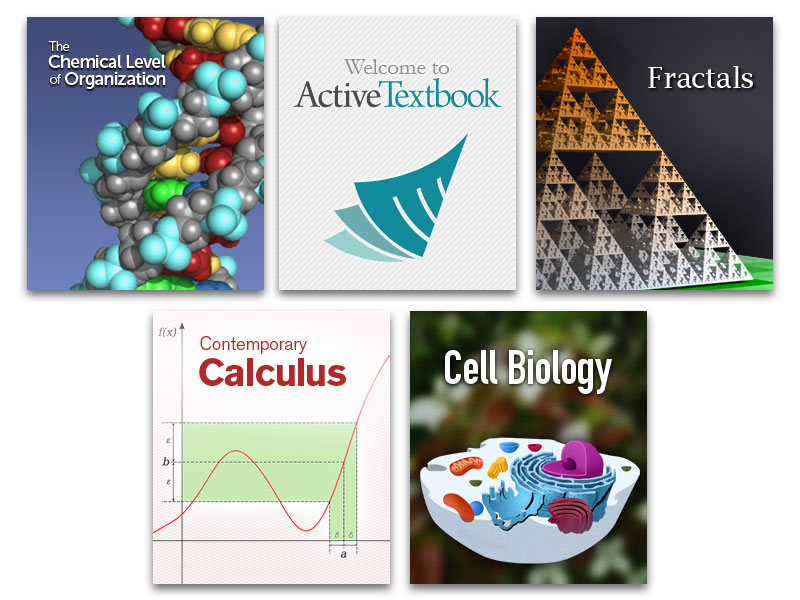 The
Chemical Level
of Organization
Welcome to
ActiveTextbook
Fractals
Contemporary
Calculus
f(x)
ε
b
ε
δ δ
a
Cell Biology